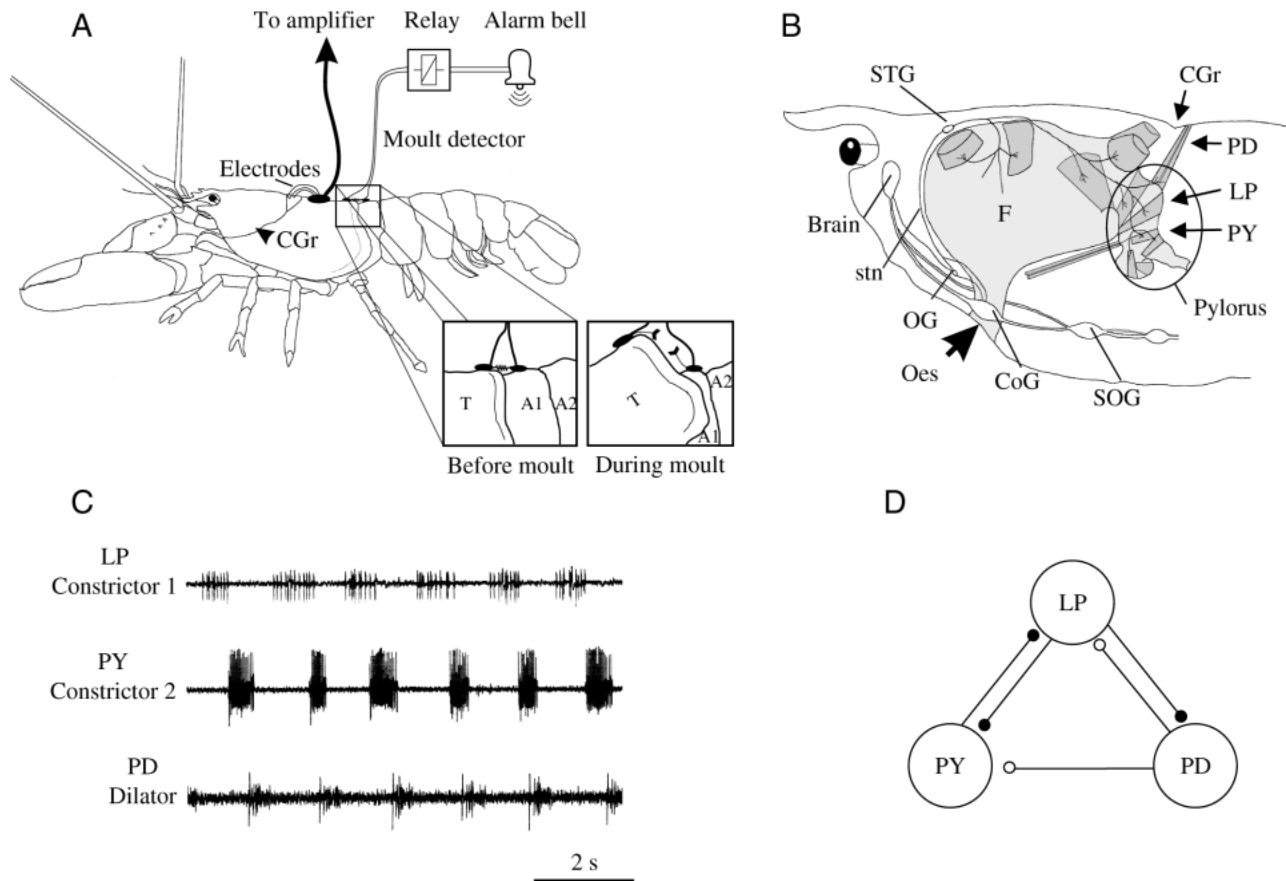 A
To amplifier
Relay
Alarm bell
Moult detector
Electrodes
CGr
T
A1
A2
T
A2
A1
Before moult
During moult
B
STG
CGr
PD
LP
PY
F
Brain
stn
OG
Pylorus
Oes
CoG
SOG
C
LP
Constrictor 1
PY
Constrictor 2
PD
Dilator
2 s
D
LP
PY
PD